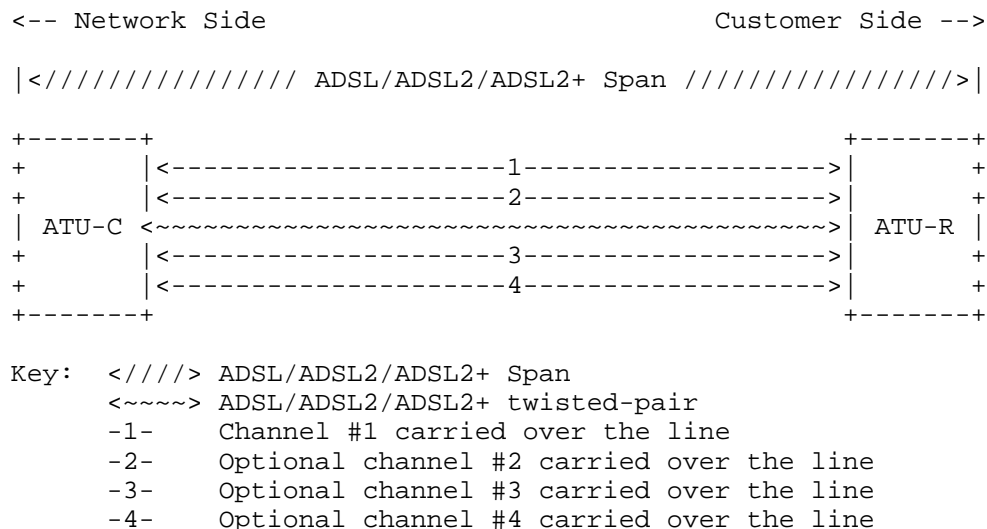 <-- Network Side                             Customer Side -->

|<//////////////// ADSL/ADSL2/ADSL2+ Span /////////////////>|

+-------+                                           +-------+
+       |<---------------------1------------------->|       +
+       |<---------------------2------------------->|       +
| ATU-C <~~~~~~~~~~~~~~~~~~~~~~~~~~~~~~~~~~~~~~~~~~>| ATU-R |
+       |<---------------------3------------------->|       +
+       |<---------------------4------------------->|       +
+-------+                                           +-------+

Key:  <////> ADSL/ADSL2/ADSL2+ Span
      <~~~~> ADSL/ADSL2/ADSL2+ twisted-pair
      -1-    Channel #1 carried over the line
      -2-    Optional channel #2 carried over the line
      -3-    Optional channel #3 carried over the line
      -4-    Optional channel #4 carried over the line